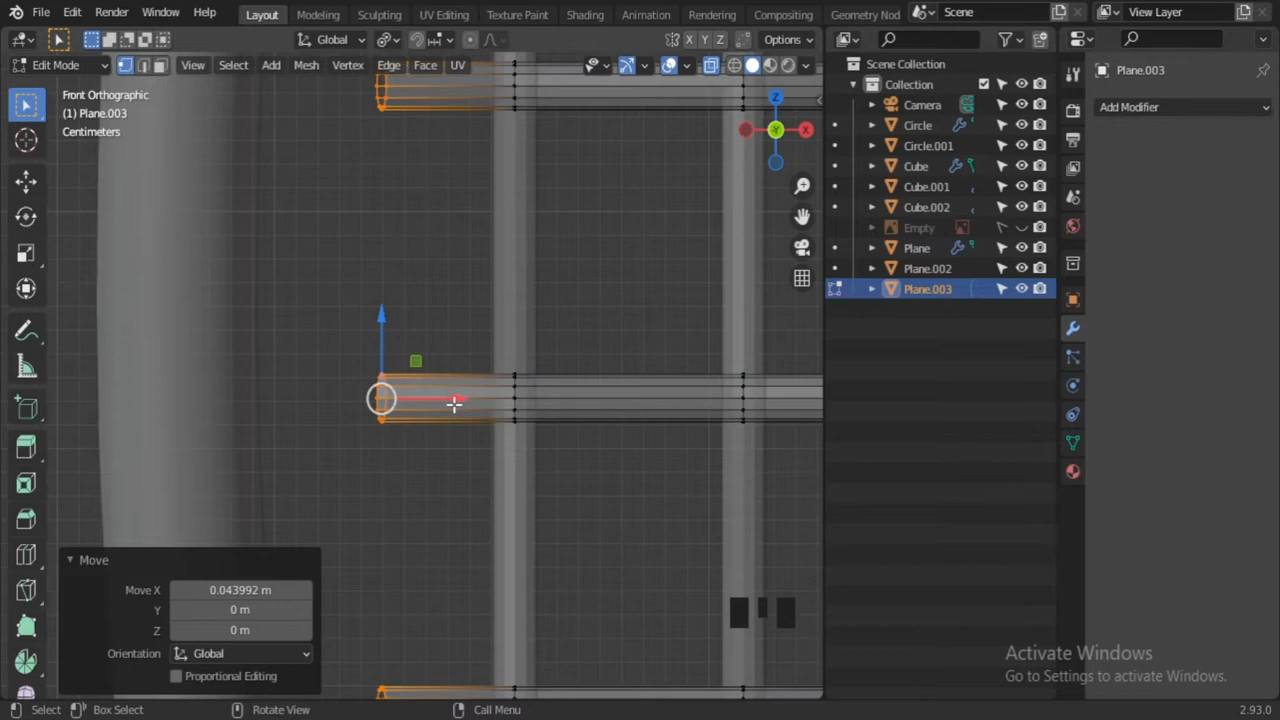 File Edit Render Window Help
Layout Modeling Sculpting UV Editing Texture Paint Shading Animation Rendering Compositing Geometry Nod
Scene
View Layer
Global
X Y Z
Options
Edit Mode
View Select Add Mesh Vertex Edge Face UV
Front Orthographic
(1) Plane.003
Centimeters
Z
Y
X
Scene Collection
Collection
Camera
Circle
Circle.001
Cube
Cube.001
Cube.002
Empty
Plane
Plane.002
Plane.003
Plane.003
Add Modifier
Move
Move X 0.043992 m
Y 0 m
Z 0 m
Orientation Global
Proportional Editing
Activate Windows
Go to Settings to activate Windows.
Select Box Select Rotate View Call Menu 2.93.0